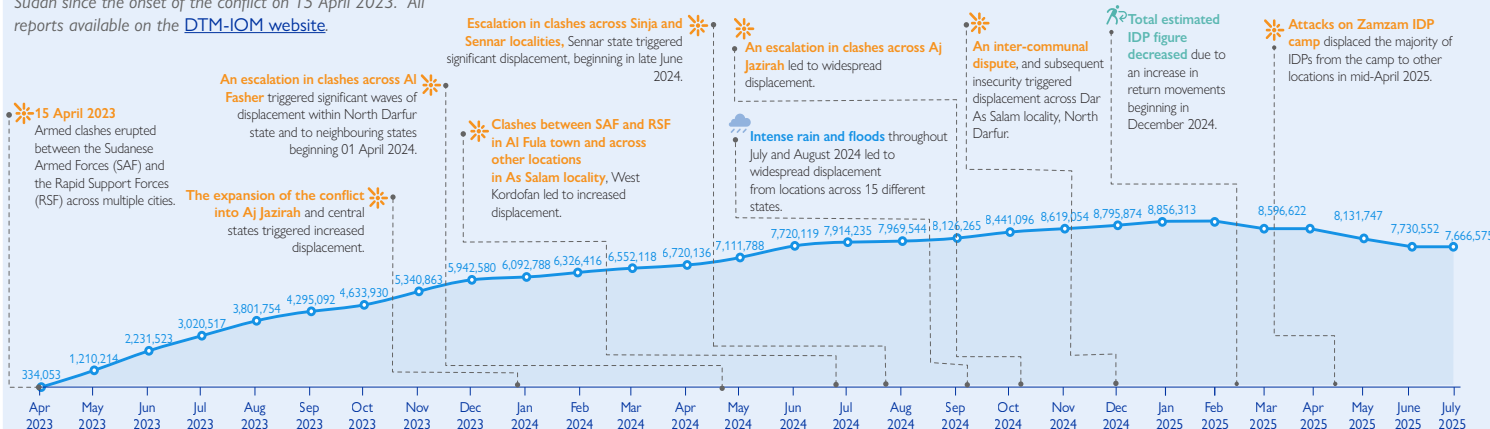 Sudan since the onset of the conflict on 15 April 2023. All
reports available on the DTM-IOM website.
15 April 2023
Armed clashes erupted
between the Sudanese
Armed Forces (SAF) and
the Rapid Support Forces
(RSF) across multiple cities.
An escalation in clashes across Al
Fasher triggered significant waves of
displacement within North Darfur
state and to neighbouring states
beginning 01 April 2024.
The expansion of the conflict
into Aj Jazirah and central
states triggered increased
displacement.
Escalation in clashes across Sinja and
Sennar localities, Sennar state triggered
significant displacement, beginning in late June
2024.
Clashes between SAF and RSF
in Al Fula town and across
other locations
in As Salam locality, West
Kordofan led to increased
displacement.
An escalation in clashes across Aj
Jazirah led to widespread
displacement.
Intense rain and floods throughout
July and August 2024 led to
widespread displacement
from locations across 15 different
states.
An inter-communal
dispute, and subsequent
insecurity triggered
displacement across Dar
As Salam locality, North
Darfur.
Total estimated
IDP figure
decreased due to
an increase in
return movements
beginning in
December 2024.
Attacks on Zamzam IDP
camp displaced the majority of
IDPs from the camp to other
locations in mid-April 2025.
334,053
1,210,214
2,231,523
3,020,517
3,801,754
4,295,092
4,633,930
5,340,863
5,942,580
6,092,788
6,326,416
6,552,118
6,720,136
7,111,788
7,720,119
7,914,235
7,969,544
8,126,265
8,441,096
8,619,054
8,795,874
8,856,313
8,596,622
8,131,747
7,730,552
7,666,575
Apr May Jun Jul Aug Sep Oct Nov Dec Jan Feb Mar Apr May Jun Jul Aug Sep Oct Nov Dec Jan Feb Mar Apr May June July
2023 2023 2023 2023 2023 2023 2023 2023 2023 2024 2024 2024 2024 2024 2024 2024 2024 2024 2024 2024 2024 2025 2025 2025 2025 2025 2025 2025